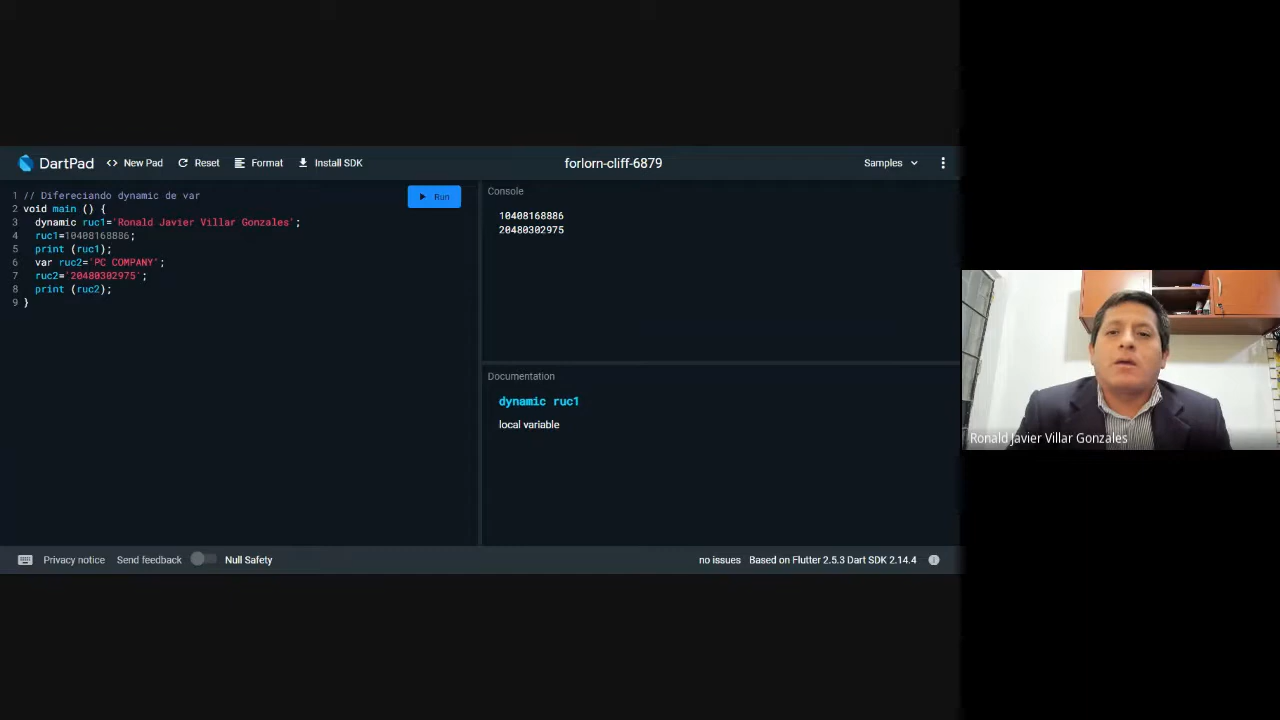 DartPad
New Pad
Reset
Format
Install SDK
forlorn-cliff-6879
Samples
1 // Difereciando dynamic de var
2 void main () {
3 dynamic ruc1='Ronald Javier Villar Gonzales';
4 ruc1=10408168886;
5 print (ruc1);
6 var ruc2='PC COMPANY';
7 ruc2='20480302975';
8 print (ruc2);
9 }
Run
Console
10408168886
20480302975
Documentation
dynamic ruc1
local variable
Ronald Javier Villar Gonzales
Privacy notice
Send feedback
Null Safety
no issues
Based on Flutter 2.5.3 Dart SDK 2.14.4